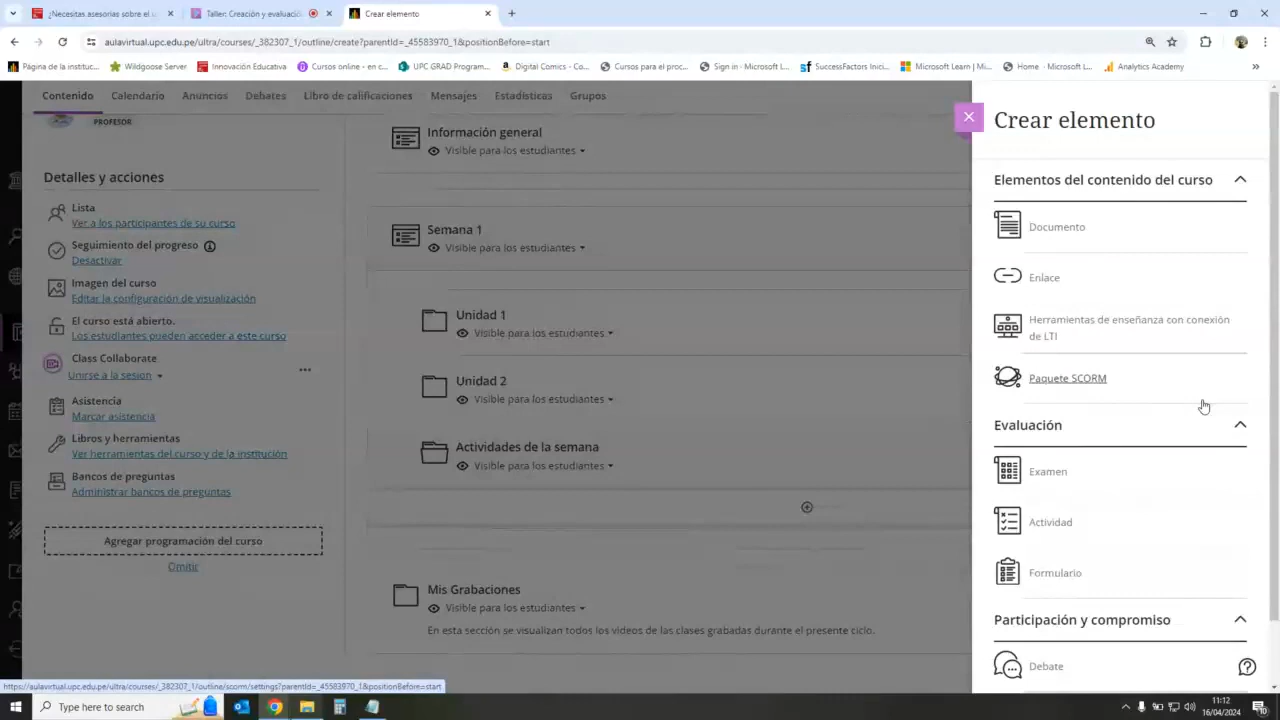 ¿Necesitas asesorías sobre el u
Taller: Creación y evaluació
Crear elemento
aulavirtual.upc.edu.pe/ultra/courses/_382307_1/outline/create?parentId=_45583970_1&positionBefore=start
Página de la instituc...
Wildgoose Server
Innovación Educativa
Cursos online - en c...
UPC GRAD Program...
Digital Comics - Co...
Cursos para el proc...
Sign in - Microsoft L...
SuccessFactors Inici...
Microsoft Learn | Mi...
Home - Microsoft L...
Analytics Academy
Contenido
Calendario
Anuncios
Debates
Libro de calificaciones
Mensajes
Estadísticas
Grupos
PROFESOR
Detalles y acciones
Lista
Ver a los participantes de su curso
Seguimiento del progreso
Desactivar
Imagen del curso
Editar la configuración de visualización
El curso está abierto.
Los estudiantes pueden acceder a este curso
Class Collaborate
Unirse a la sesión
Asistencia
Marcar asistencia
Libros y herramientas
Ver herramientas del curso y de la institución
Bancos de preguntas
Administrar bancos de preguntas
Agregar programación del curso
Omitir
Información general
Visible para los estudiantes
Semana 1
Visible para los estudiantes
Unidad 1
Visible para los estudiantes
Unidad 2
Visible para los estudiantes
Actividades de la semana
Visible para los estudiantes
Mis Grabaciones
Visible para los estudiantes
En esta sección se visualizan todos los videos de las clases grabadas durante el presente ciclo.
Crear elemento
Elementos del contenido del curso
Documento
Enlace
Herramientas de enseñanza con conexión
de LTI
Paquete SCORM
Evaluación
Examen
Actividad
Formulario
Participación y compromiso
Debate
https://aulavirtual.upc.edu.pe/ultra/courses/_382307_1/outline/scorm/settings?parentId=_45583970_1&positionBefore=start
Type here to search
11:12
16/04/2024
10